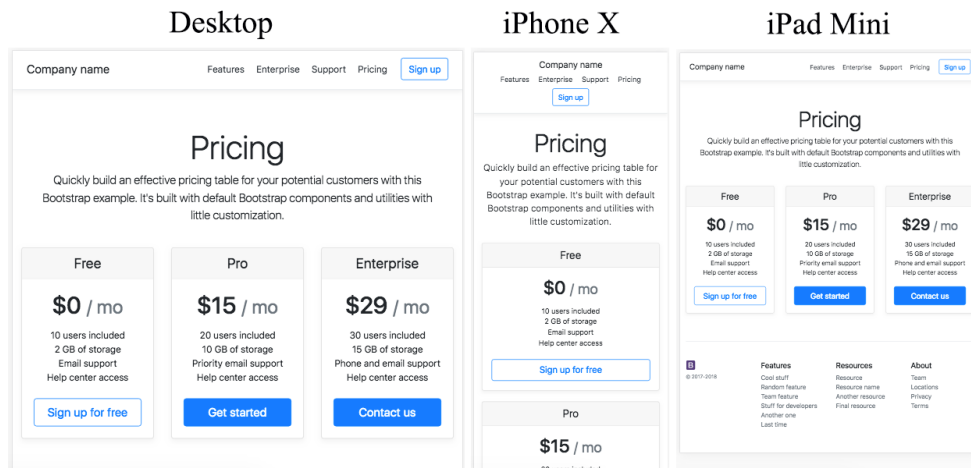 Desktop
Company name
Features Enterprise Support Pricing Sign up
Pricing
Quickly build an effective pricing table for your potential customers with this
Bootstrap example. It's built with default Bootstrap components and utilities with
little customization.
Free
$0 / mo
10 users included
2 GB of storage
Email support
Help center access
Sign up for free
Pro
$15 / mo
20 users included
10 GB of storage
Priority email support
Help center access
Get started
Enterprise
$29 / mo
30 users included
15 GB of storage
Phone and email support
Help center access
Contact us
iPhone X
Company name
Features Enterprise Support Pricing
Sign up
Pricing
Quickly build an effective pricing table for
your potential customers with this
Bootstrap example. It's built with default
Bootstrap components and utilities with
little customization.
Free
$0 / mo
10 users included
2 GB of storage
Email support
Help center access
Sign up for free
Pro
$15 / mo
iPad Mini
Company name
Features Enterprise Support Pricing Sign up
Pricing
Quickly build an effective pricing table for your potential customers with this
Bootstrap example. It's built with default Bootstrap components and utilities with
little customization.
Free
$0 / mo
10 users included
2 GB of storage
Email support
Help center access
Sign up for free
Pro
$15 / mo
20 users included
10 GB of storage
Priority email support
Help center access
Get started
Enterprise
$29 / mo
30 users included
15 GB of storage
Phone and email support
Help center access
Contact us
B
© 2017-2018
Features
Cool stuff
Random feature
Team feature
Stuff for developers
Another one
Last time
Resources
Resource
Resource name
Another resource
Final resource
About
Team
Locations
Privacy
Terms